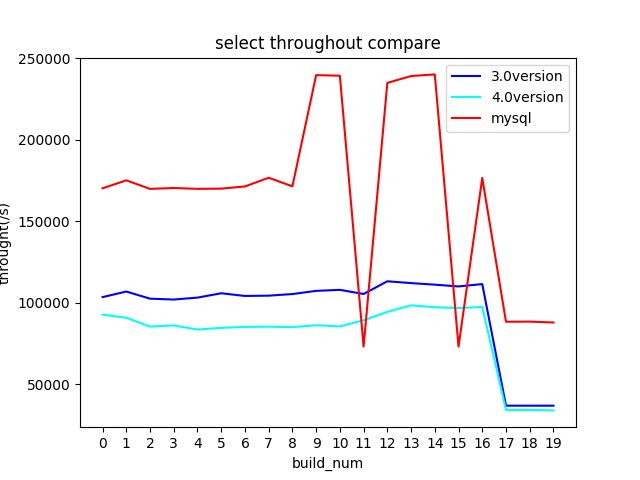 select throughout compare
250000
200000
150000
100000
50000
throught(/s)
3.0version
4.0version
mysql
0 1 2 3 4 5 6 7 8 9 10 11 12 13 14 15 16 17 18 19
build_num